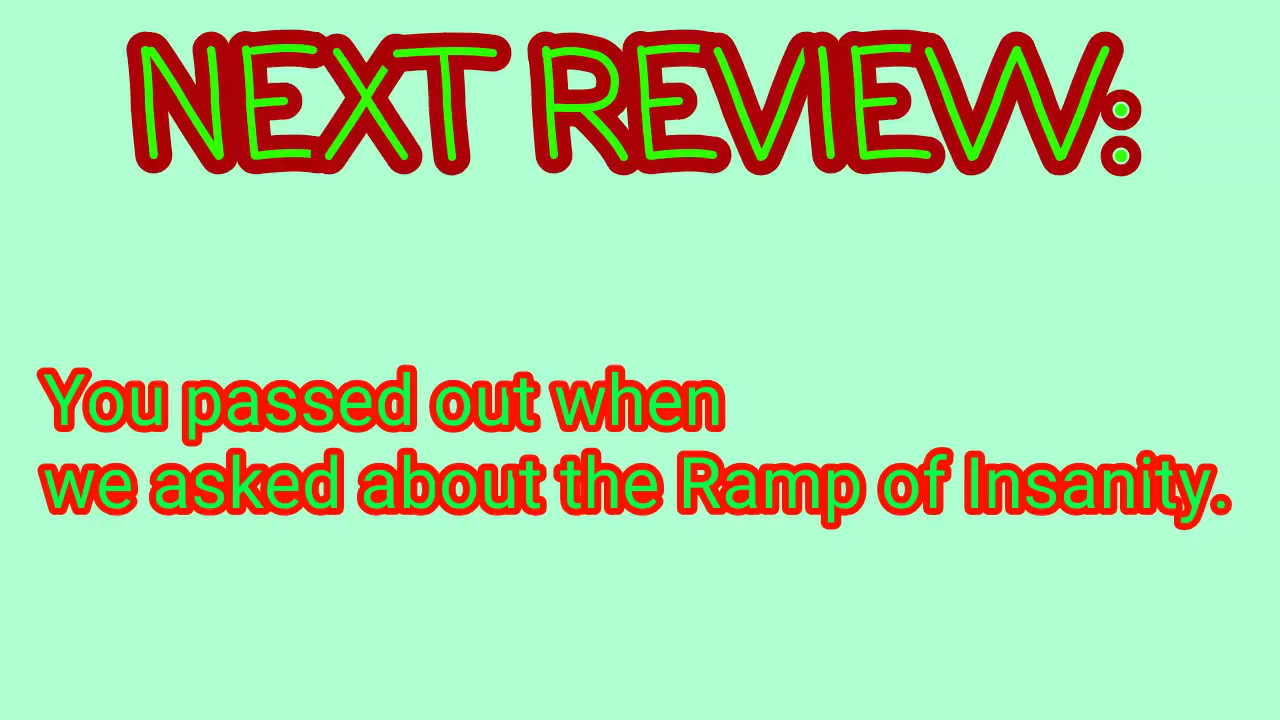 NEXT REVIEW:
You passed out when
we asked about the Ramp of Insanity.